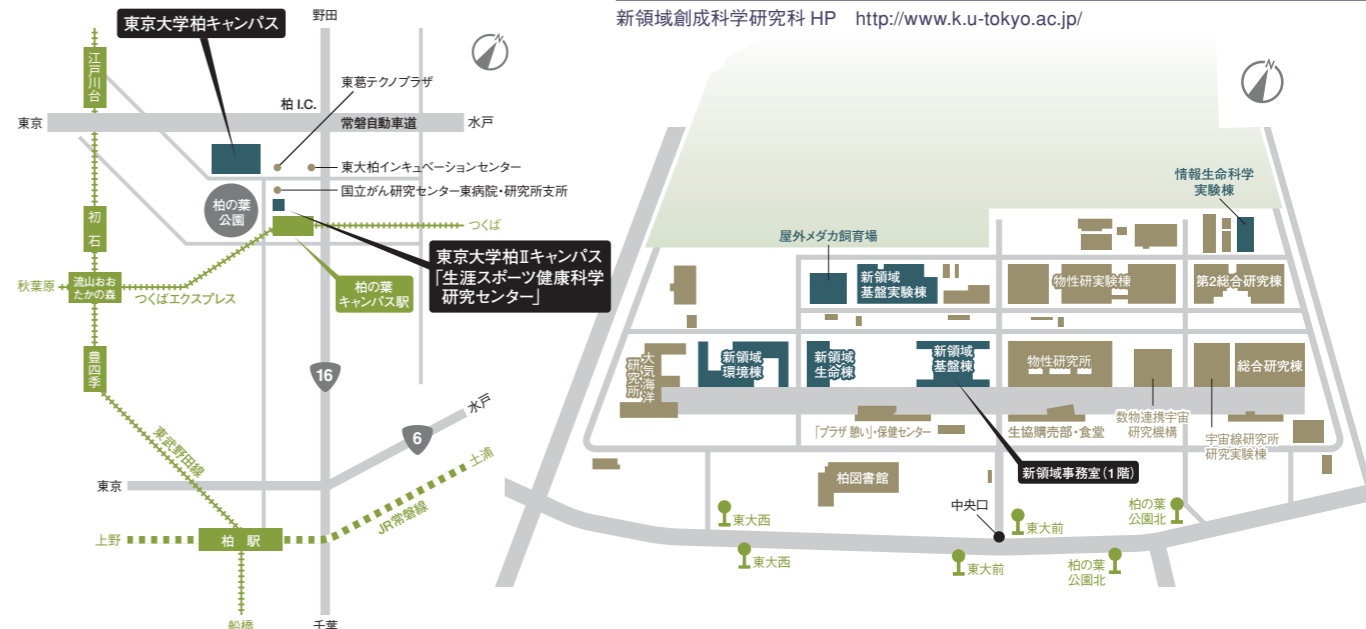 新領域創成科学研究科 HP　http://www.k.u-tokyo.ac.jp/
東京大学柏キャンパス
野田
N
江戸川台
東葛テクノプラザ
柏 I.C.
東京
常磐自動車道
水戸
東大柏インキュベーションセンター
国立がん研究センター東病院・研究所支所
柏の葉
公園
初石
つくば
東京大学柏Ⅱキャンパス
「生涯スポーツ健康科学
研究センター」
秋葉原
流山おお
たかの森
つくばエクスプレス
柏の葉
キャンパス駅
豊四季
16
水戸
6
東武野田線
土浦
東京
JR常磐線
上野
柏 駅
船橋
千葉
N
情報生命科学
実験棟
屋外メダカ飼育場
新領域
基盤実験棟
物性研実験棟
第2総合研究棟
大気海洋
研究所
新領域
環境棟
新領域
生命棟
新領域
基盤棟
物性研究所
総合研究棟
数物連携宇宙
研究機構
「プラザ 憩い」・保健センター
生協購売部・食堂
宇宙線研究所
研究実験棟
新領域事務室（1 階）
柏図書館
中央口
東大西
東大前
柏の葉
公園北
東大西
東大前
柏の葉
公園北